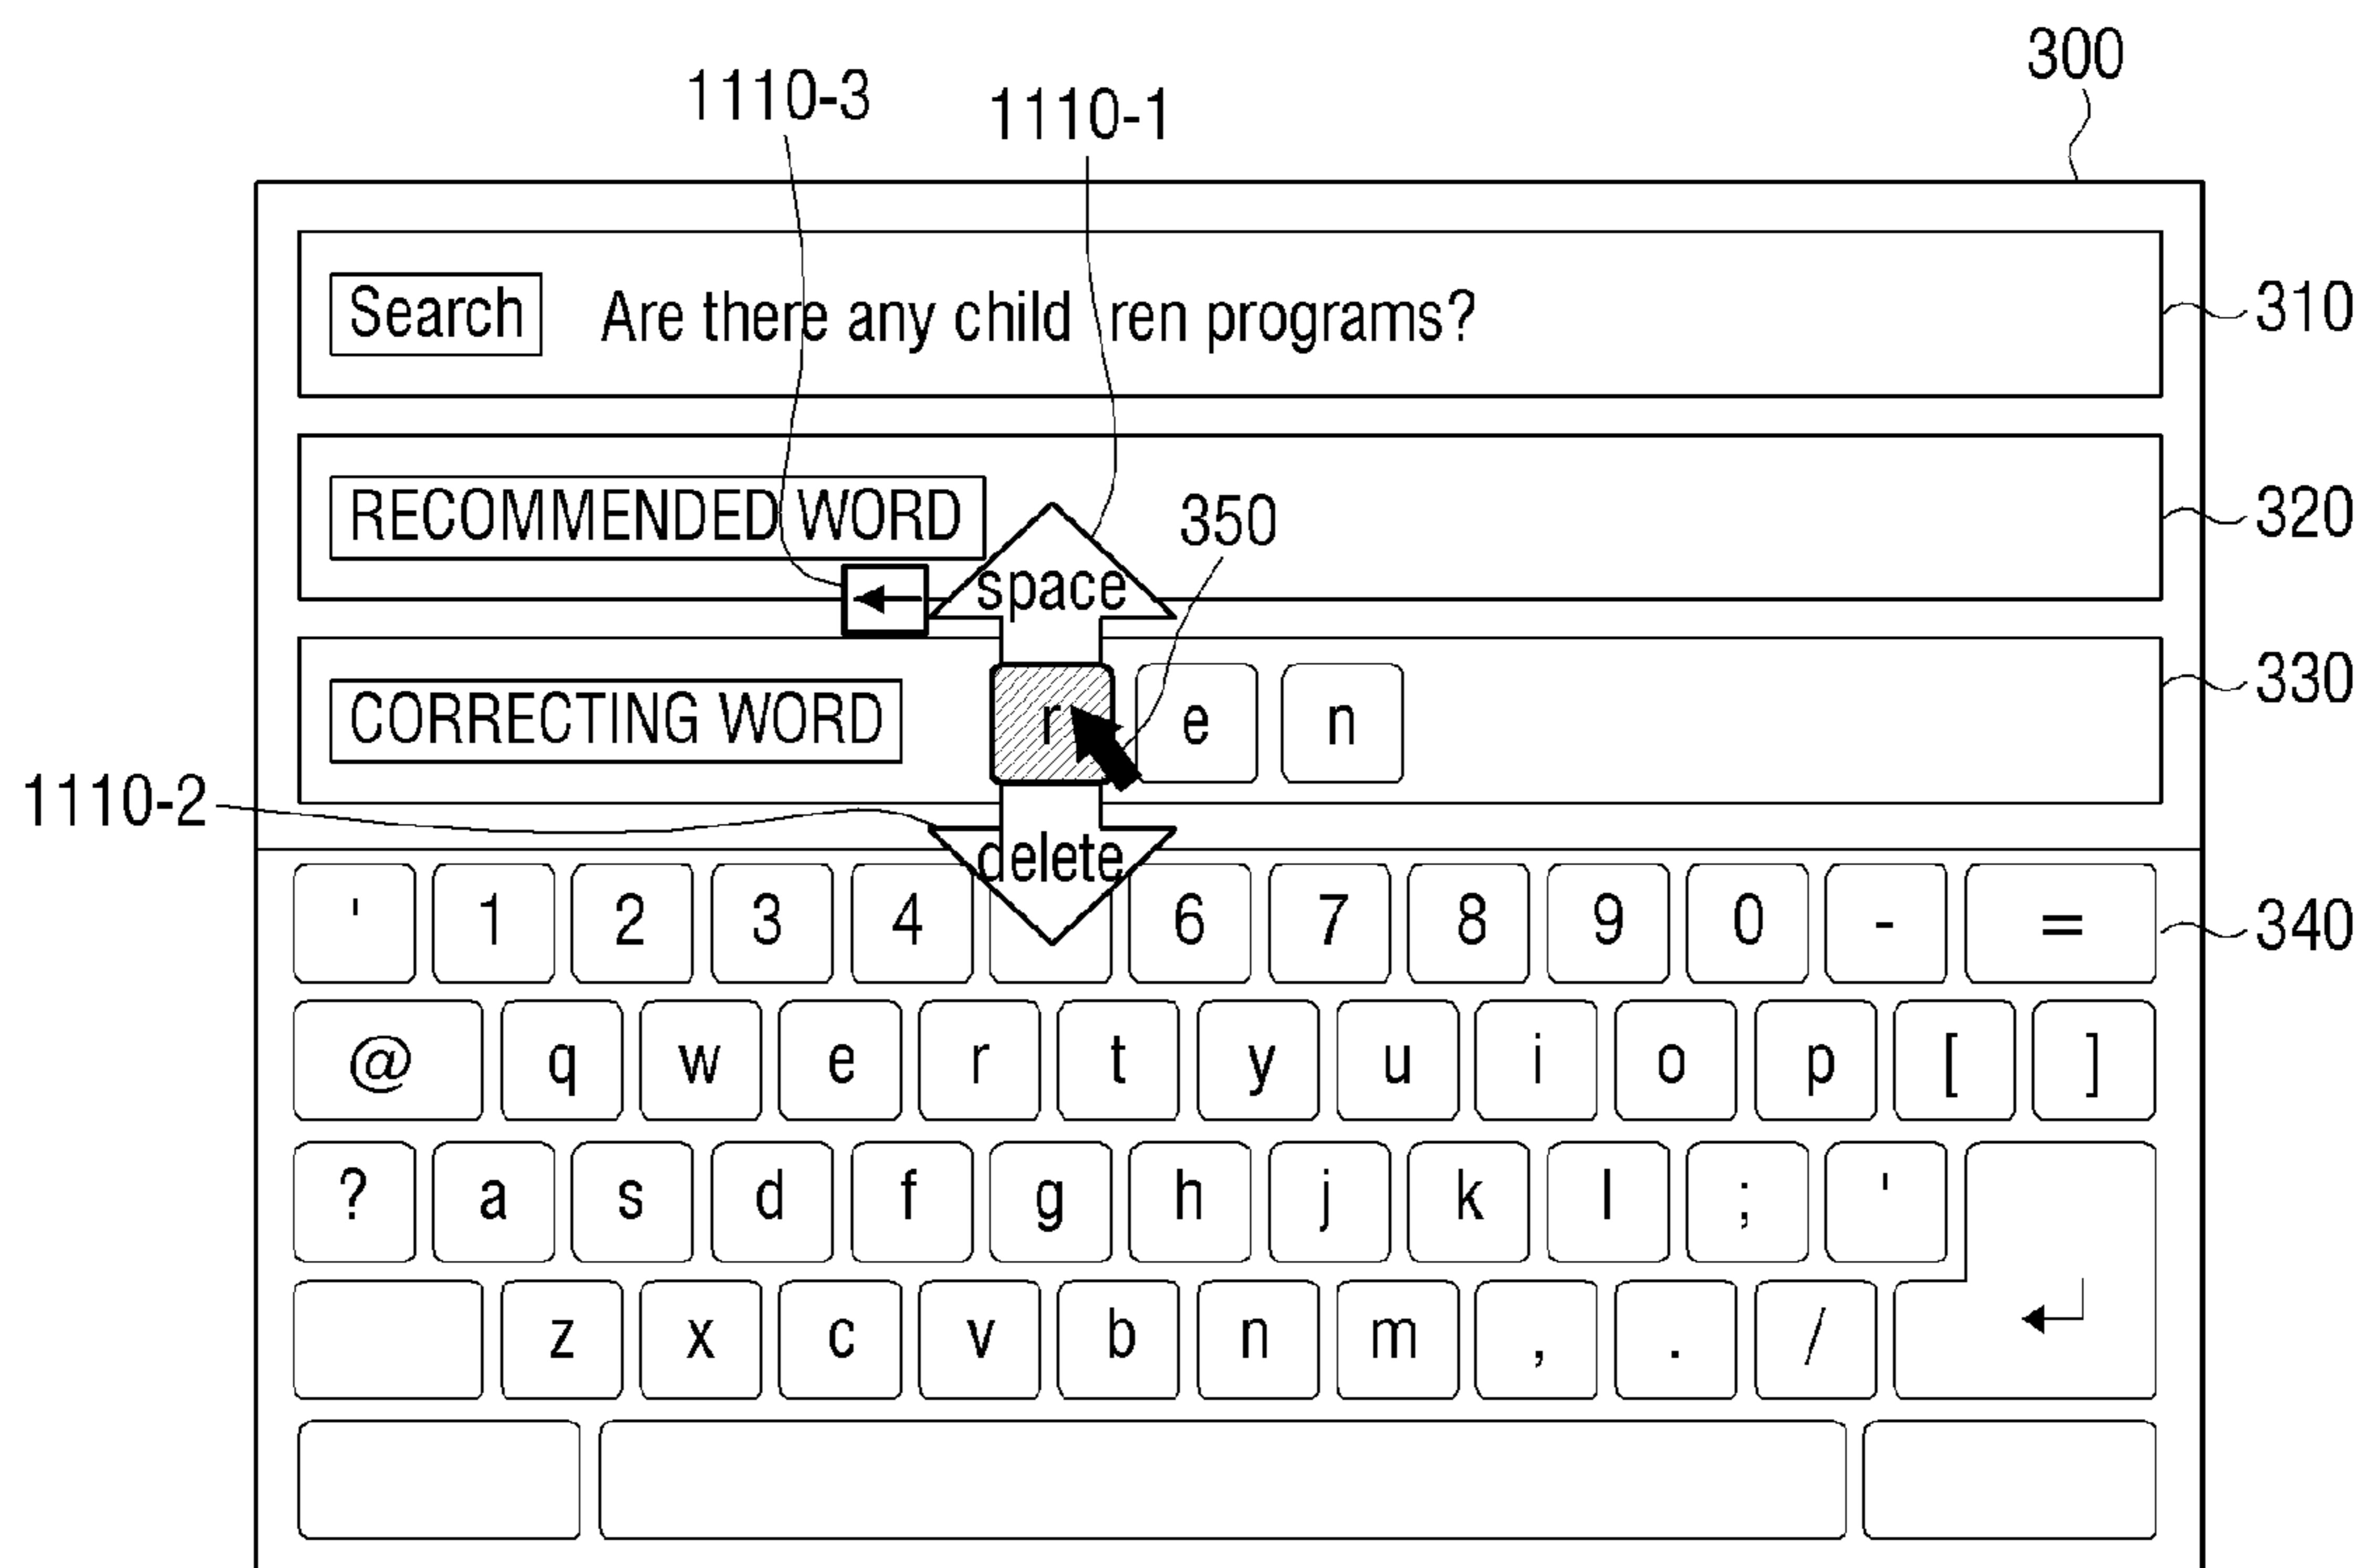 300
1110-3 1110-1
Search Are there any child ren programs? 310
RECOMMENDED WORD 350 320
space
CORRECTING WORD r e n 330
1110-2
delete
' 1 2 3 4 6 7 8 9 0 - = 340
@ q w e r t y u i o p [ ]
? a s d f g h j k l ; '
z x c v b n m , . /